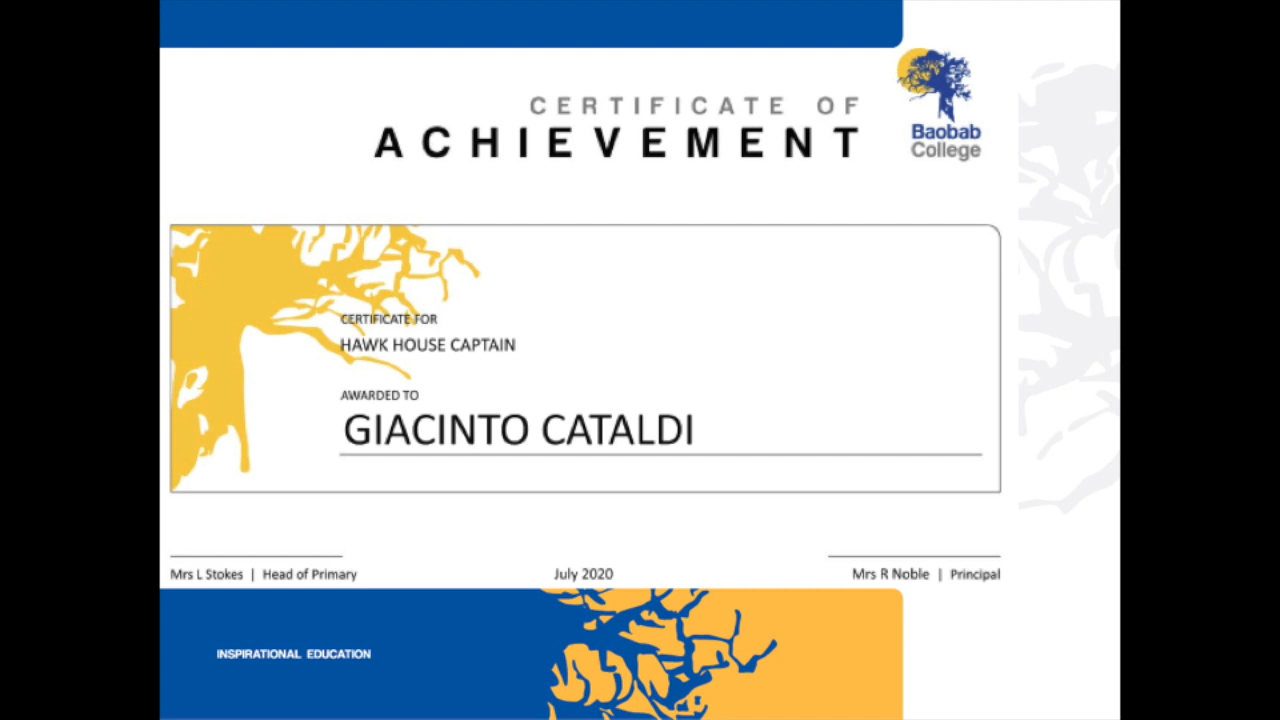 CERTIFICATE OF
ACHIEVEMENT
Baobab
College
CERTIFICATE FOR
HAWK HOUSE CAPTAIN
AWARDED TO
GIACINTO CATALDI
Mrs L Stokes | Head of Primary
July 2020
Mrs R Noble | Principal
INSPIRATIONAL EDUCATION